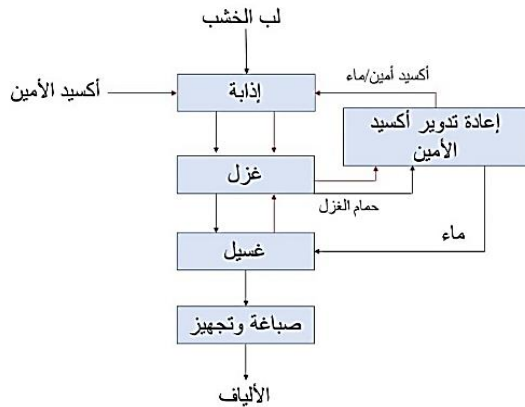 لب الخشب
أكسيد أمين/ماء
أكسيد الأمين
إذابة
إعادة تدوير أكسيد
الأمين
غزل
حمام الغزل
ماء
غسيل
صباغة وتجهيز
الألياف